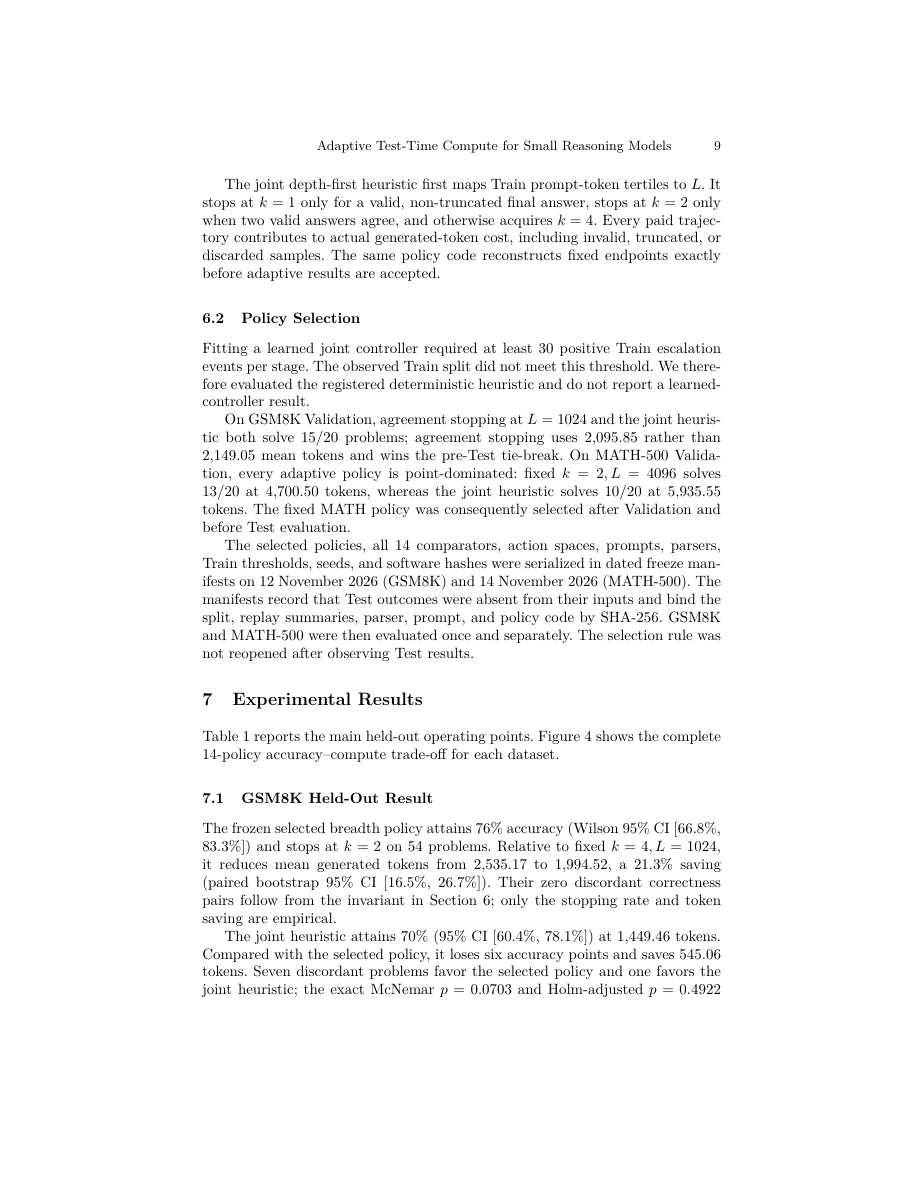 Adaptive Test-Time Compute for Small Reasoning Models 9
The joint depth-first heuristic first maps Train prompt-token tertiles to L. It
stops at k = 1 only for a valid, non-truncated final answer, stops at k = 2 only
when two valid answers agree, and otherwise acquires k = 4. Every paid trajec-
tory contributes to actual generated-token cost, including invalid, truncated, or
discarded samples. The same policy code reconstructs fixed endpoints exactly
before adaptive results are accepted.
6.2 Policy Selection
Fitting a learned joint controller required at least 30 positive Train escalation
events per stage. The observed Train split did not meet this threshold. We there-
fore evaluated the registered deterministic heuristic and do not report a learned-
controller result.
On GSM8K Validation, agreement stopping at L = 1024 and the joint heuris-
tic both solve 15/20 problems; agreement stopping uses 2,095.85 rather than
2,149.05 mean tokens and wins the pre-Test tie-break. On MATH-500 Valida-
tion, every adaptive policy is point-dominated: fixed k = 2, L = 4096 solves
13/20 at 4,700.50 tokens, whereas the joint heuristic solves 10/20 at 5,935.55
tokens. The fixed MATH policy was consequently selected after Validation and
before Test evaluation.
The selected policies, all 14 comparators, action spaces, prompts, parsers,
Train thresholds, seeds, and software hashes were serialized in dated freeze man-
ifests on 12 November 2026 (GSM8K) and 14 November 2026 (MATH-500). The
manifests record that Test outcomes were absent from their inputs and bind the
split, replay summaries, parser, prompt, and policy code by SHA-256. GSM8K
and MATH-500 were then evaluated once and separately. The selection rule was
not reopened after observing Test results.
7 Experimental Results
Table 1 reports the main held-out operating points. Figure 4 shows the complete
14-policy accuracy–compute trade-off for each dataset.
7.1 GSM8K Held-Out Result
The frozen selected breadth policy attains 76% accuracy (Wilson 95% CI [66.8%,
83.3%]) and stops at k = 2 on 54 problems. Relative to fixed k = 4, L = 1024,
it reduces mean generated tokens from 2,535.17 to 1,994.52, a 21.3% saving
(paired bootstrap 95% CI [16.5%, 26.7%]). Their zero discordant correctness
pairs follow from the invariant in Section 6; only the stopping rate and token
saving are empirical.
The joint heuristic attains 70% (95% CI [60.4%, 78.1%]) at 1,449.46 tokens.
Compared with the selected policy, it loses six accuracy points and saves 545.06
tokens. Seven discordant problems favor the selected policy and one favors the
joint heuristic; the exact McNemar p = 0.0703 and Holm-adjusted p = 0.4922